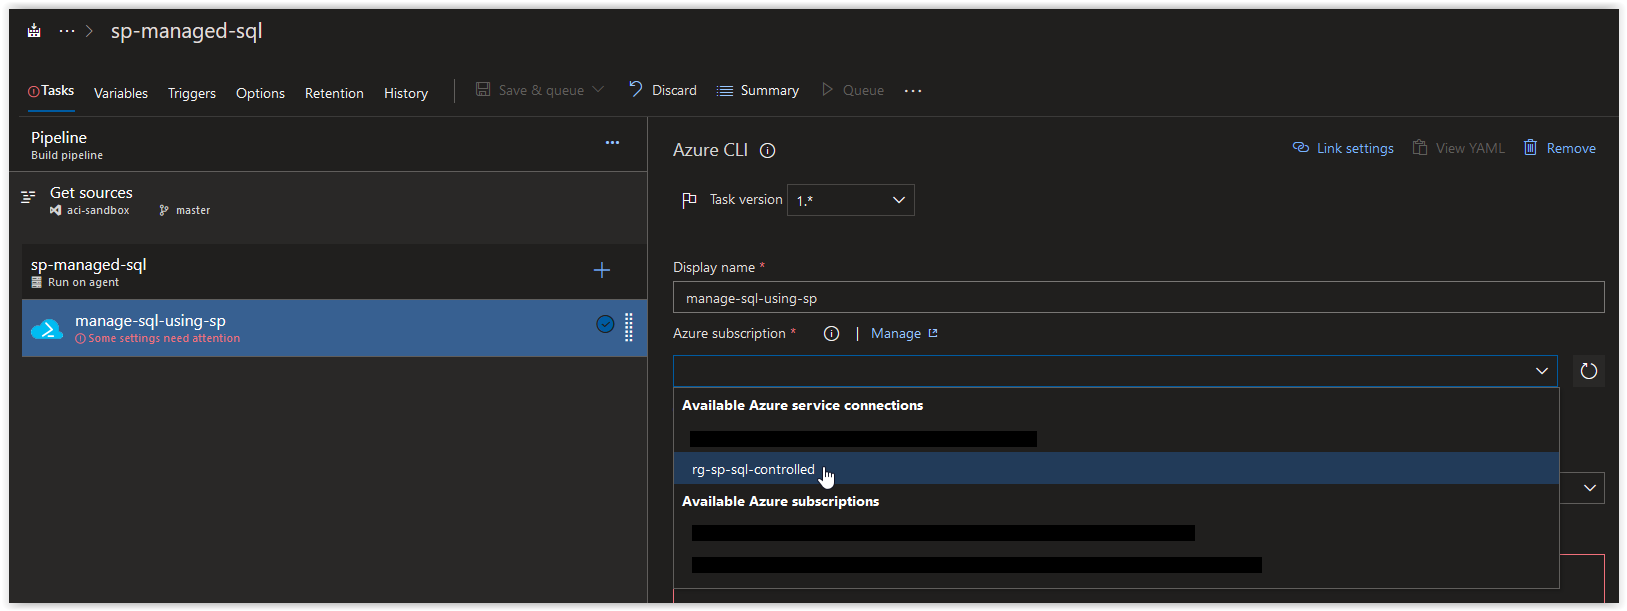 ... > sp-managed-sql
Tasks Variables Triggers Options Retention History Save & queue Discard Summary Queue ...
Pipeline ...
Build pipeline
Get sources
aci-sandbox master
sp-managed-sql
Run on agent
manage-sql-using-sp
Some settings need attention
Azure CLI
Link settings View YAML Remove
Task version 1.*
Display name *
manage-sql-using-sp
Azure subscription * | Manage
Available Azure service connections
rg-sp-sql-controlled
Available Azure subscriptions